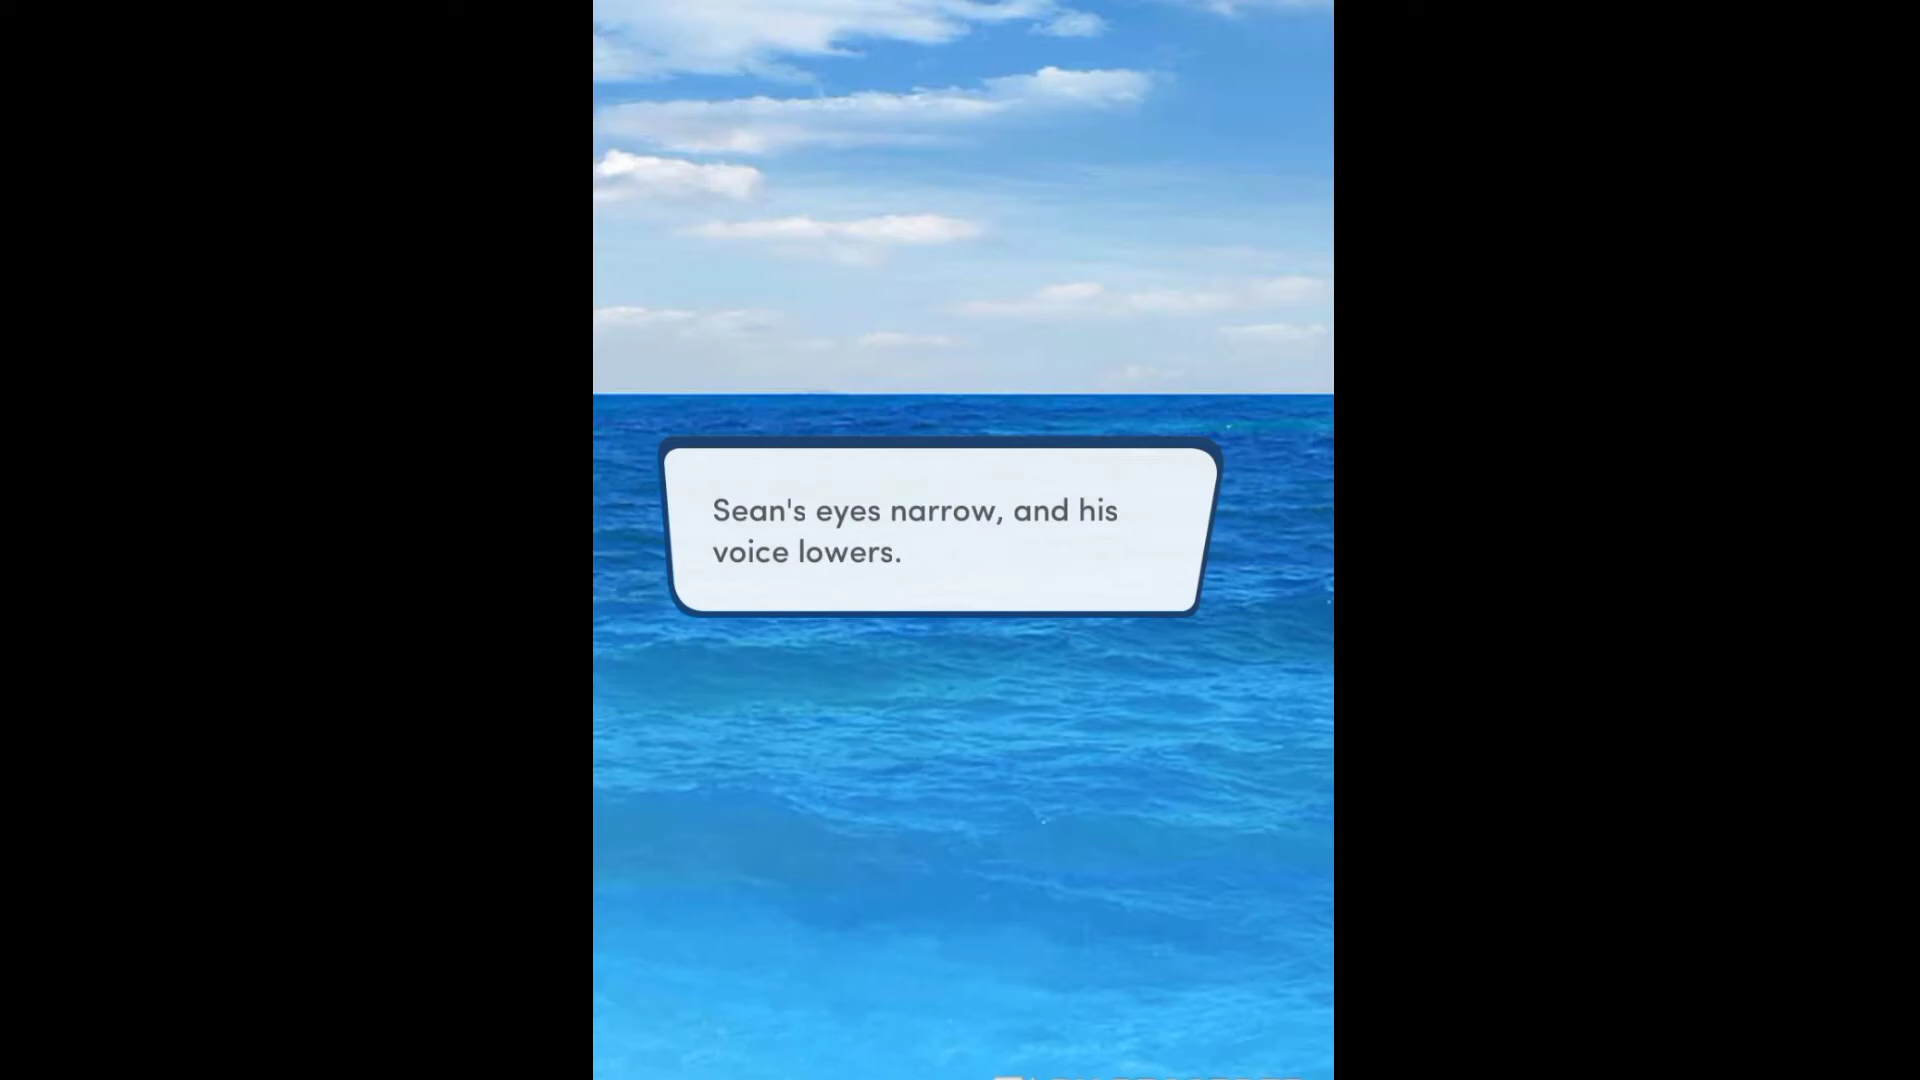 Sean's eyes narrow, and his
voice lowers.